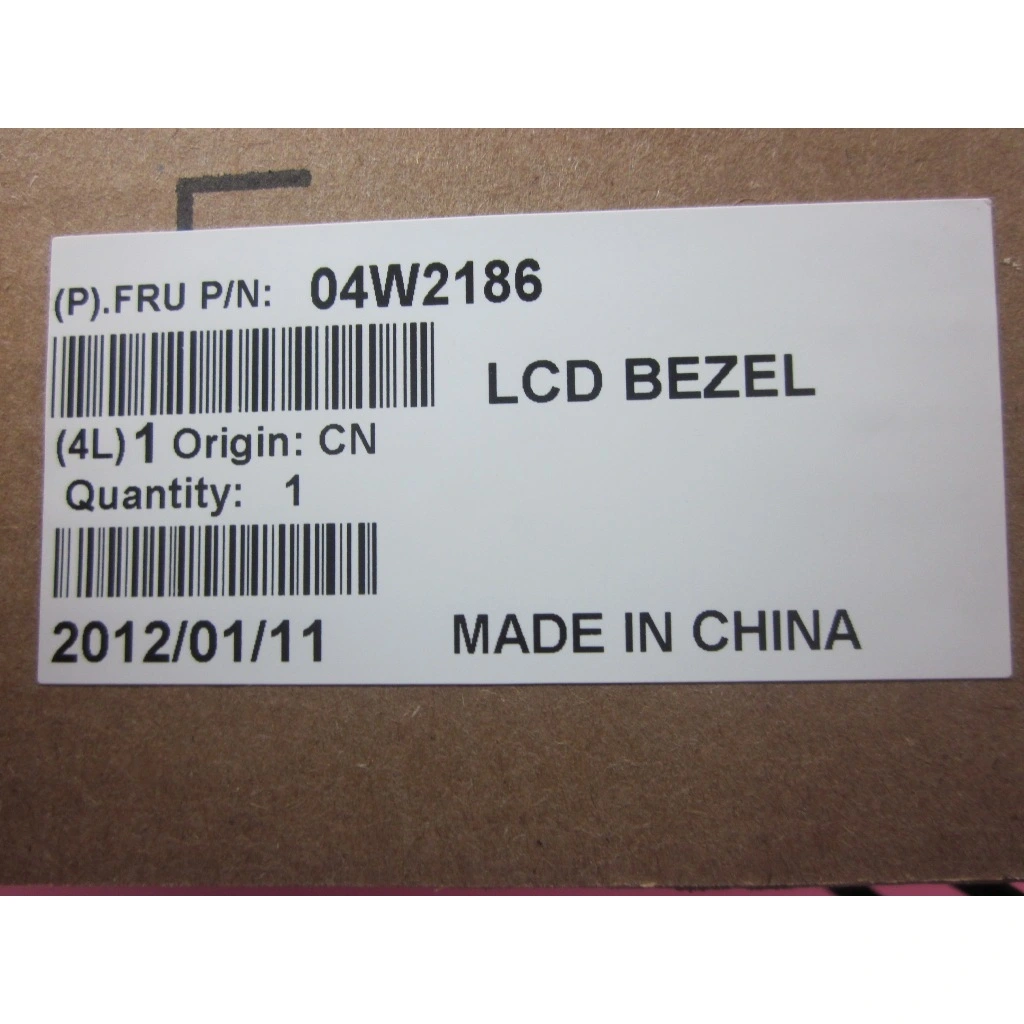 (P).FRU P/N: 04W2186
LCD BEZEL
(4L) 1 Origin: CN
Quantity: 1
2012/01/11
MADE IN CHINA